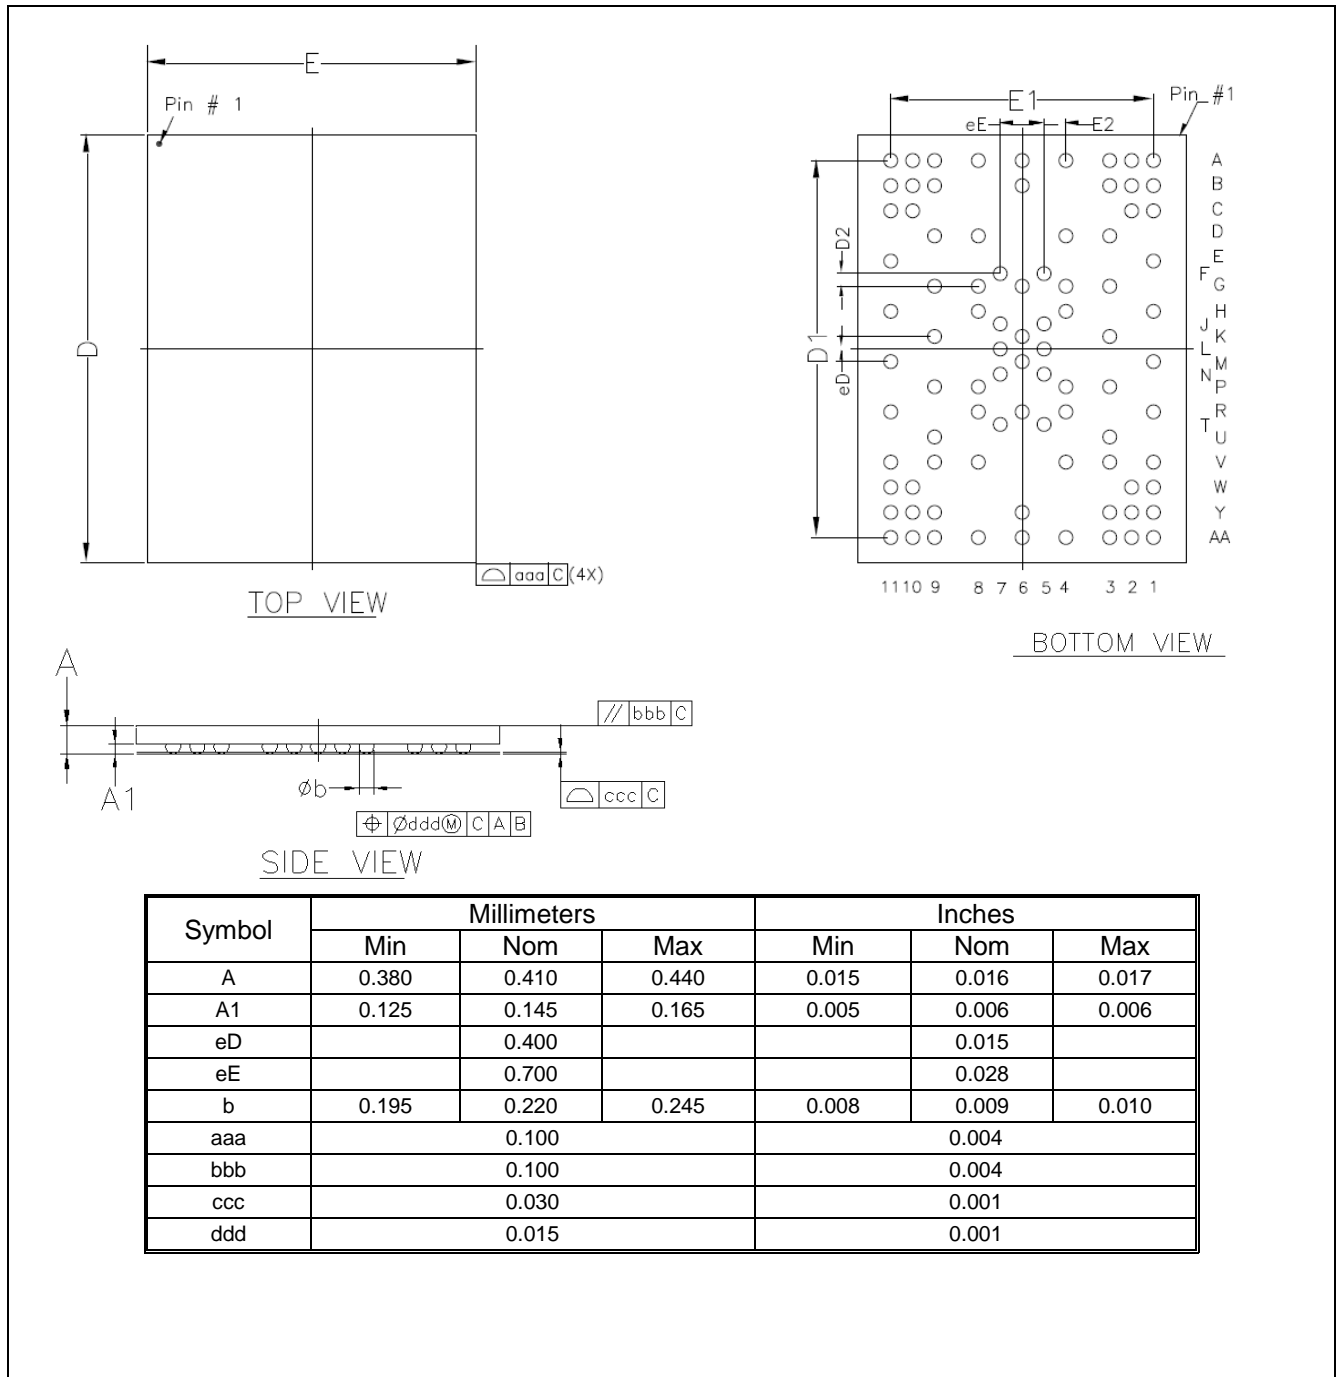 E
Pin # 1
D
aaa C (4X)
TOP VIEW
E1
Pin #1
eE
E2
D2
D1
eD
A
B
C
D
E
F
G
H
J
K
L
M
N
P
R
T
U
V
W
Y
AA
11 10 9 8 7 6 5 4 3 2 1
BOTTOM VIEW
A
// bbb C
A1
Øb
ccc C
⌖ Øddd Ⓜ C A B
SIDE VIEW
Symbol Millimeters Inches
Min Nom Max Min Nom Max
A 0.380 0.410 0.440 0.015 0.016 0.017
A1 0.125 0.145 0.165 0.005 0.006 0.006
eD 0.400 0.015
eE 0.700 0.028
b 0.195 0.220 0.245 0.008 0.009 0.010
aaa 0.100 0.004
bbb 0.100 0.004
ccc 0.030 0.001
ddd 0.015 0.001